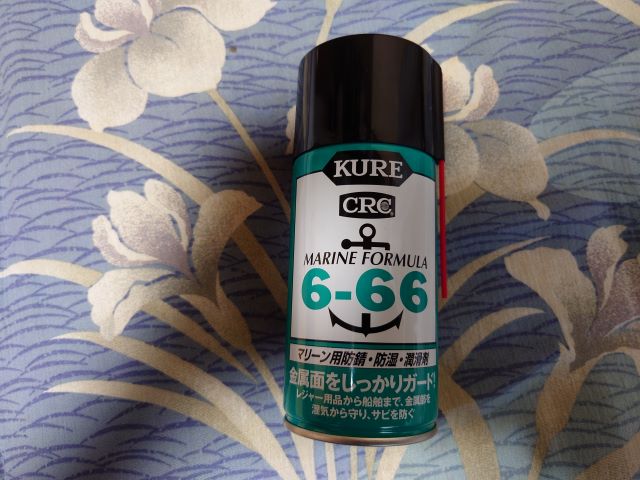 KURE
CRC
MARINE FORMULA
6-66
マリーン用防錆・防湿・潤滑剤
金属面をしっかりガード!
レジャー用品から船舶まで、金属部を
湿気から守り、サビを防ぐ